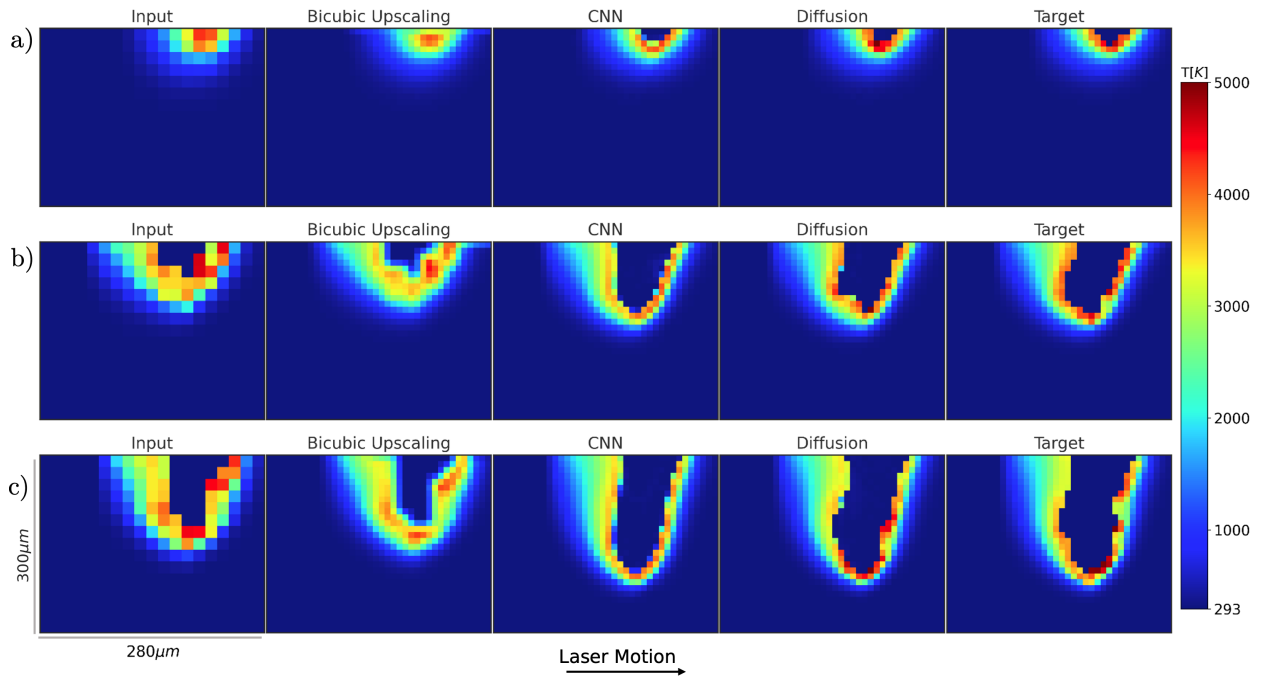 Input Bicubic Upscaling CNN Diffusion Target
a)
T[K]
5000
Input Bicubic Upscaling CNN Diffusion Target
b)
4000
3000
2000
Input Bicubic Upscaling CNN Diffusion Target
c)
1000
293
300μm
280μm
Laser Motion